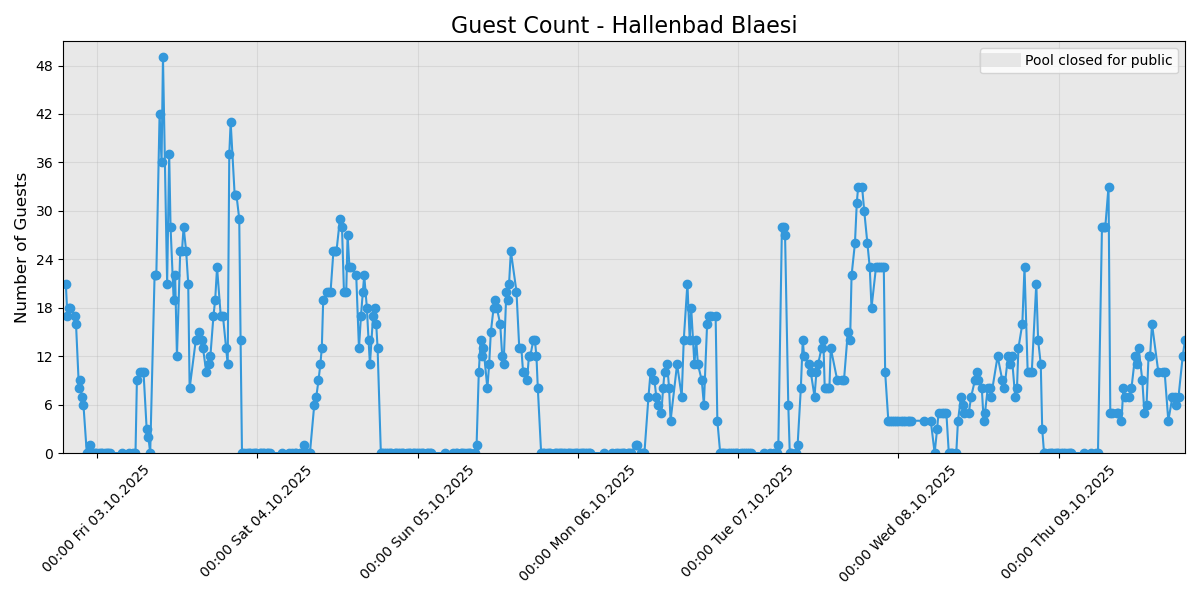 Guest Count - Hallenbad Blaesi
Pool closed for public
Number of Guests
48
42
36
30
24
18
12
6
0
00:00 Fri 03.10.2025
00:00 Sat 04.10.2025
00:00 Sun 05.10.2025
00:00 Mon 06.10.2025
00:00 Tue 07.10.2025
00:00 Wed 08.10.2025
00:00 Thu 09.10.2025